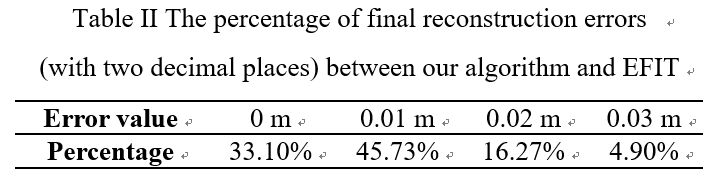 Table II The percentage of final reconstruction errors
(with two decimal places) between our algorithm and EFIT
Error value 0 m 0.01 m 0.02 m 0.03 m
Percentage 33.10% 45.73% 16.27% 4.90%